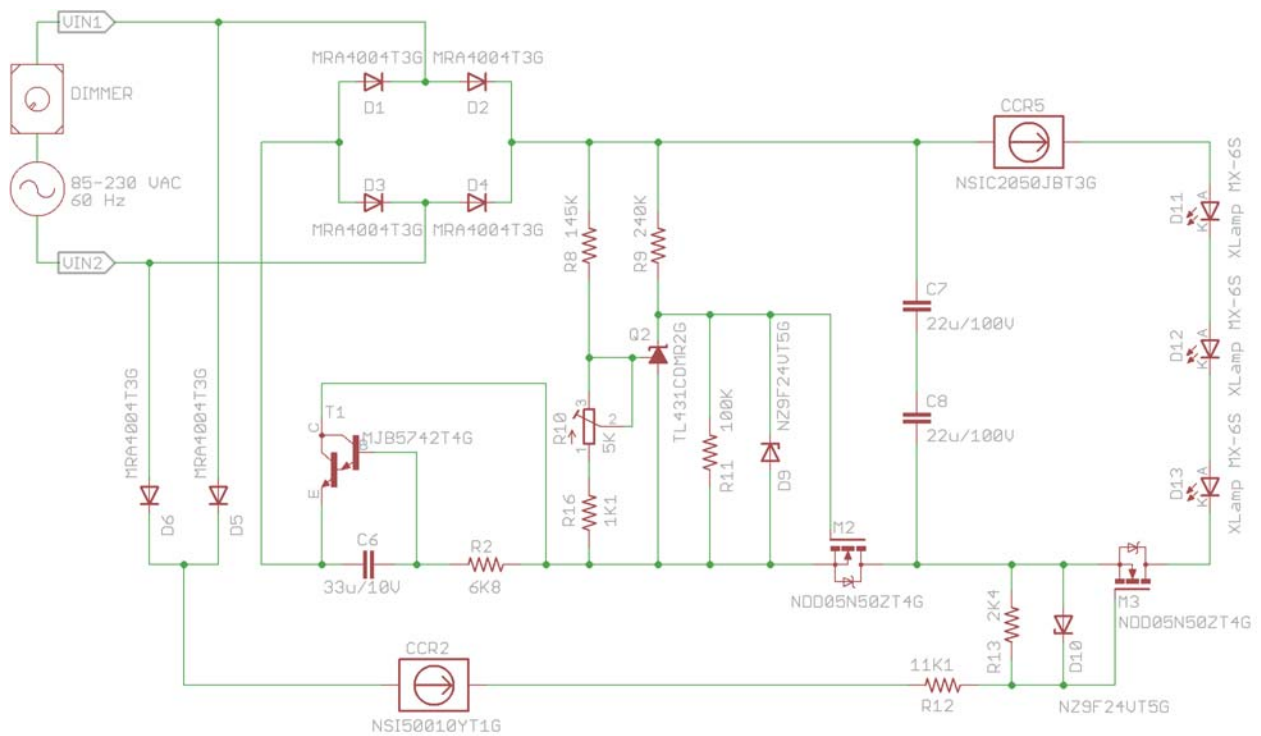 VIN1
DIMMER
85-230 VAC
60 Hz
VIN2
MRA4004T3G
MRA4004T3G
D1
D2
D3
D4
MRA4004T3G
MRA4004T3G
CCR5
NSIC2050JBT3G
R8 145K
R9 240K
C7
22u/100V
C8
22u/100V
D11
XLamp MX-6S
A
K
D12
XLamp MX-6S
A
K
D13
XLamp MX-6S
A
K
Q2
TL431CDMR2G
NZ9F24VT5G
D9
R10
5K
3
2
1
R16
1K1
R11
100K
T1
C
B
E
MJB5742T4G
C6
33u/10V
R2
6K8
MRA4004T3G
D6
MRA4004T3G
D5
M2
NDD05N50ZT4G
M3
NDD05N50ZT4G
R13 2K4
D10
NZ9F24VT5G
CCR2
NSI50010YT1G
11K1
R12